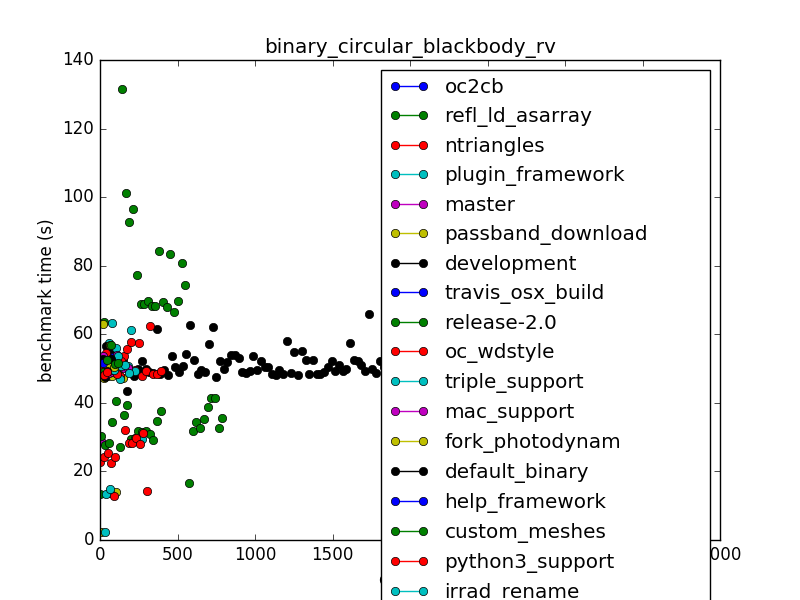 binary_circular_blackbody_rv
140
120
100
80
60
40
20
0
benchmark time (s)
0
500
1000
1500
000
oc2cb
refl_ld_asarray
ntriangles
plugin_framework
master
passband_download
development
travis_osx_build
release-2.0
oc_wdstyle
triple_support
mac_support
fork_photodynam
default_binary
help_framework
custom_meshes
python3_support
irrad_rename